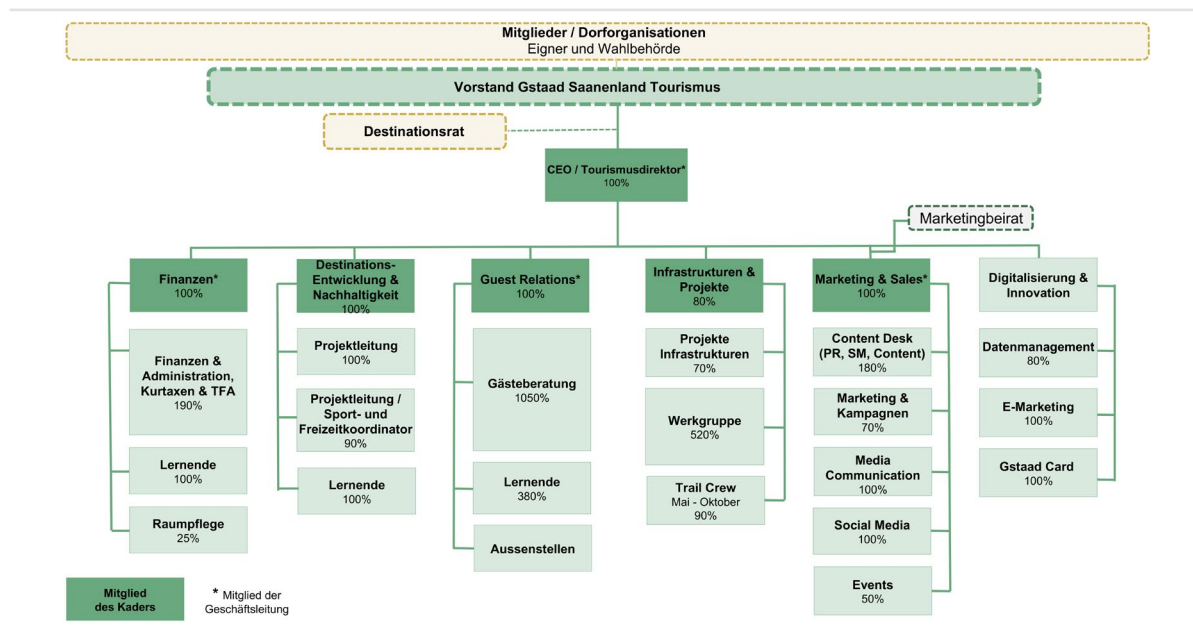 Mitglieder / Dorforganisationen
Eigner und Wahlbehörde
Vorstand Gstaad Saanenland Tourismus
Destinationsrat
CEO / Tourismusdirektor*
100%
Marketingbeirat
Finanzen*
100%
Finanzen &
Administration,
Kurtaxen & TFA
190%
Lernende
100%
Raumpflege
25%
Destinations-
Entwicklung &
Nachhaltigkeit
100%
Projektleitung
100%
Projektleitung /
Sport- und
Freizeitkoordinator
90%
Lernende
100%
Guest Relations*
100%
Gästeberatung
1050%
Lernende
380%
Aussenstellen
Infrastrukturen &
Projekte
80%
Projekte
Infrastrukturen
70%
Werkgruppe
520%
Trail Crew
Mai - Oktober
90%
Marketing & Sales*
100%
Content Desk
(PR, SM, Content)
180%
Marketing &
Kampagnen
70%
Media
Communication
100%
Social Media
100%
Events
50%
Digitalisierung &
Innovation
Datenmanagement
80%
E-Marketing
100%
Gstaad Card
100%
Mitglied
des Kaders
* Mitglied der
Geschäftsleitung